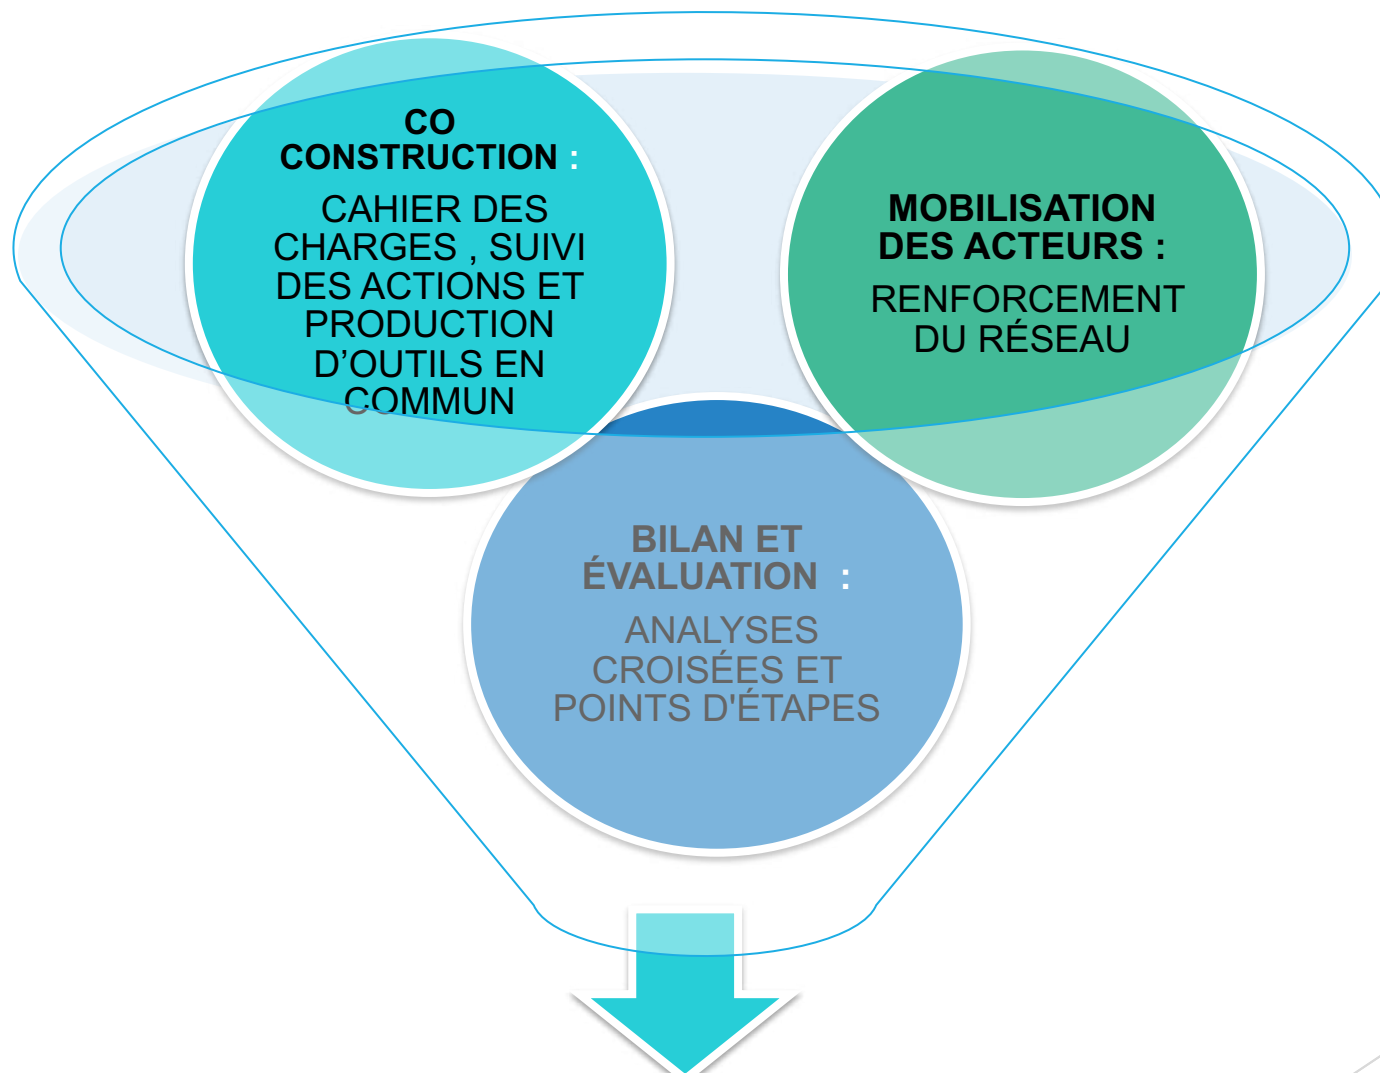 CO
CONSTRUCTION :
CAHIER DES
CHARGES , SUIVI
DES ACTIONS ET
PRODUCTION
D’OUTILS EN
COMMUN
MOBILISATION
DES ACTEURS :
RENFORCEMENT
DU RÉSEAU
BILAN ET
ÉVALUATION :
ANALYSES
CROISÉES ET
POINTS D'ÉTAPES